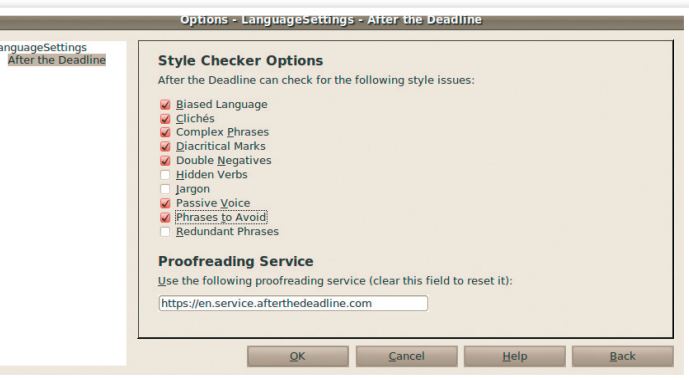 Options - LanguageSettings - After the Deadline
anguageSettings
After the Deadline
Style Checker Options
After the Deadline can check for the following style issues:
Biased Language
Clichés
Complex Phrases
Diacritical Marks
Double Negatives
Hidden Verbs
Jargon
Passive Voice
Phrases to Avoid
Redundant Phrases
Proofreading Service
Use the following proofreading service (clear this field to reset it):
https://en.service.afterthedeadline.com
OK Cancel Help Back